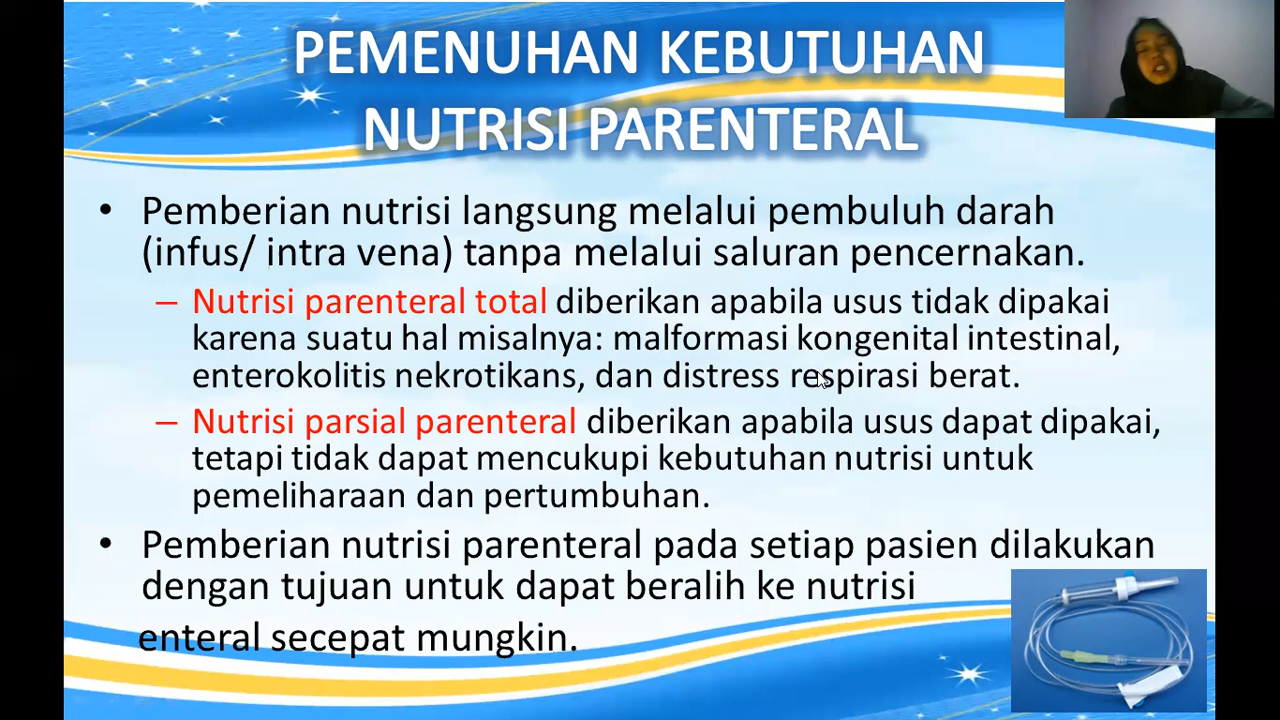 PEMENUHAN KEBUTUHAN
NUTRISI PARENTERAL
• Pemberian nutrisi langsung melalui pembuluh darah
(infus/ intra vena) tanpa melalui saluran pencernakan.
– Nutrisi parenteral total diberikan apabila usus tidak dipakai
karena suatu hal misalnya: malformasi kongenital intestinal,
enterokolitis nekrotikans, dan distress respirasi berat.
– Nutrisi parsial parenteral diberikan apabila usus dapat dipakai,
tetapi tidak dapat mencukupi kebutuhan nutrisi untuk
pemeliharaan dan pertumbuhan.
• Pemberian nutrisi parenteral pada setiap pasien dilakukan
dengan tujuan untuk dapat beralih ke nutrisi
enteral secepat mungkin.